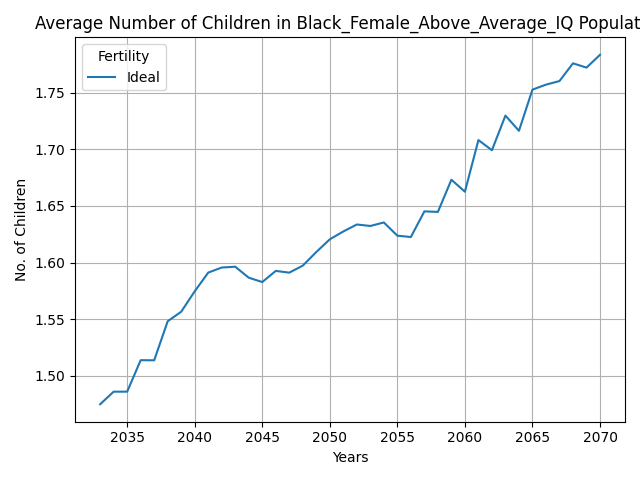 Average Number of Children in Black_Female_Above_Average_IQ Populat
Fertility
Ideal
No. of Children
1.75
1.70
1.65
1.60
1.55
1.50
2035 2040 2045 2050 2055 2060 2065 2070
Years